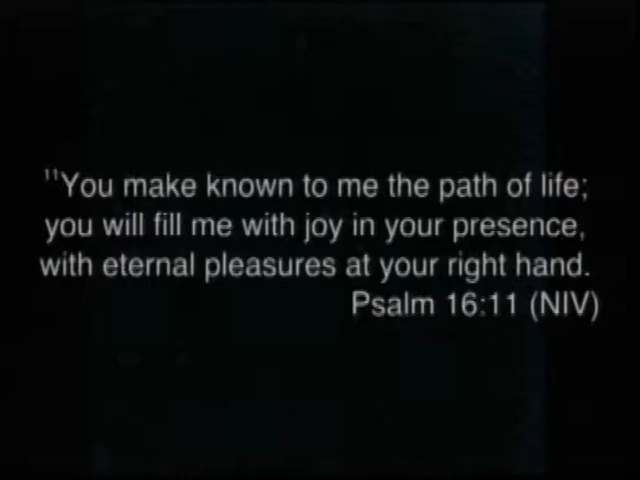 "You make known to me the path of life;
you will fill me with joy in your presence,
with eternal pleasures at your right hand.
Psalm 16:11 (NIV)